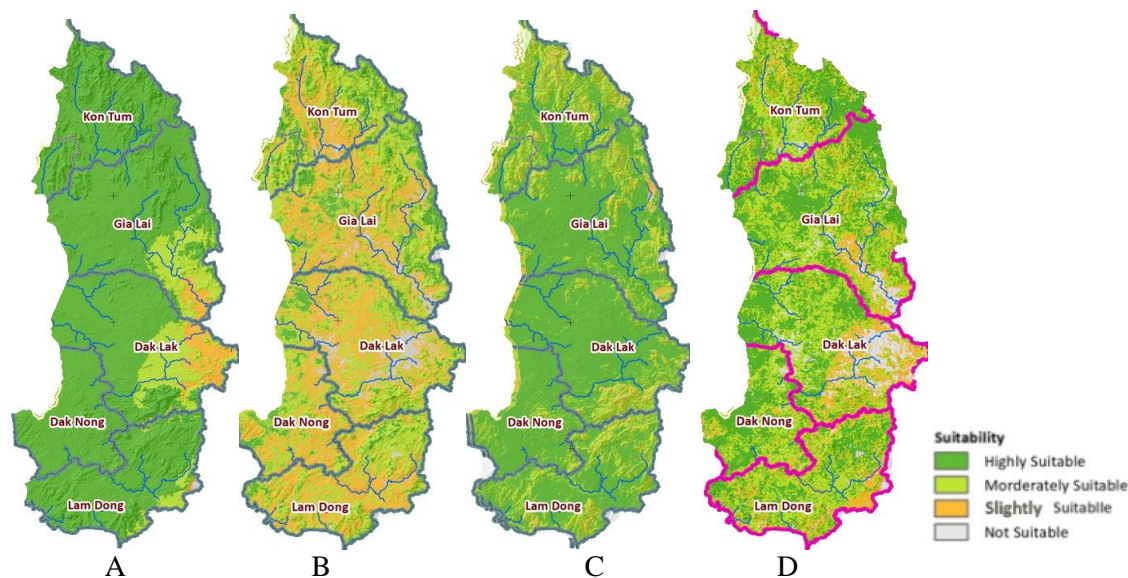 Kon Tum
Gia Lai
Dak Lak
Dak Nong
Lam Dong
A
Kon Tum
Gia Lai
Dak Lak
Dak Nong
Lam Dong
B
Kon Tum
Gia Lai
Dak Lak
Dak Nong
Lam Dong
C
Kon Tum
Gia Lai
Dak Lak
Dak Nong
Lam Dong
D
Suitability
Highly Suitable
Morderately Suitable
Slightly Suitablle
Not Suitable